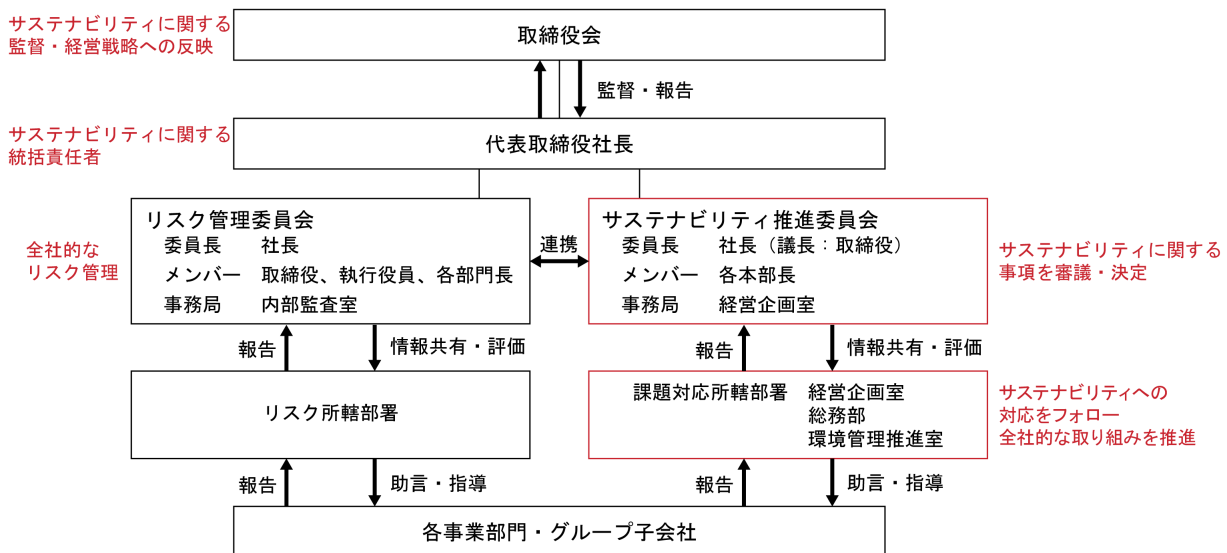 サステナビリティに関する
監督・経営戦略への反映
取締役会
監督・報告
サステナビリティに関する
統括責任者
代表取締役社長
全社的な
リスク管理
リスク管理委員会
委員長 社長
メンバー 取締役、執行役員、各部門長
事務局 内部監査室
連携
サステナビリティ推進委員会
委員長 社長（議長：取締役）
メンバー 各本部長
事務局 経営企画室
サステナビリティに関する
事項を審議・決定
報告
情報共有・評価
報告
情報共有・評価
リスク所轄部署
課題対応所轄部署 経営企画室
総務部
環境管理推進室
サステナビリティへの
対応をフォロー
全社的な取り組みを推進
報告
助言・指導
報告
助言・指導
各事業部門・グループ子会社